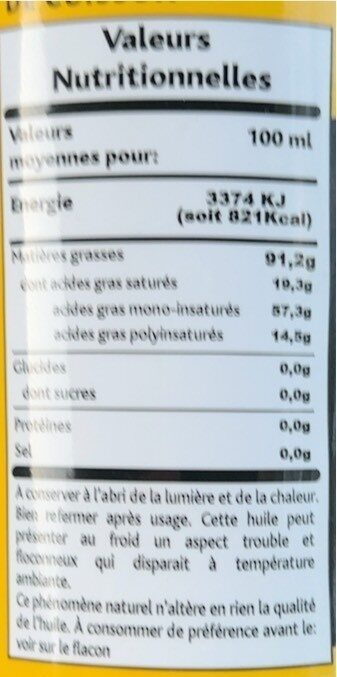 Valeurs
Nutritionnelles
Valeurs
moyennes pour:
100 ml
Energie
3374 KJ
(soit 821Kcal)
Matières grasses 91,2g
dont acides gras saturés 19,3g
acides gras mono-insaturés 57,3g
acides gras polyinsaturés 14,5g
Glucides 0,0g
dont sucres 0,0g
Protéines 0,0g
Sel 0,0g
A conserver à l'abri de la lumière et de la chaleur.
Bien refermer après usage. Cette huile peut
présenter au froid un aspect trouble et
floconneux qui disparait à température
ambiante.
Ce phénomène naturel n'altère en rien la qualité
de l'huile. À consommer de préférence avant le:
voir sur le flacon